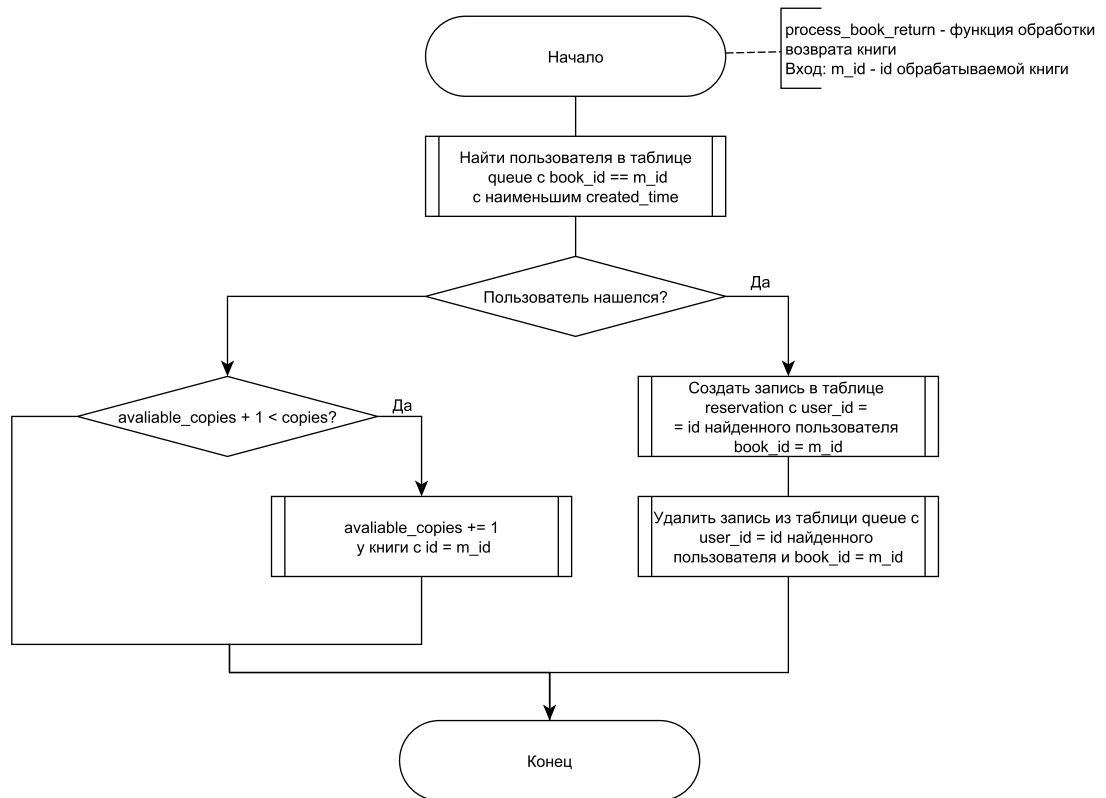 process_book_return - функция обработки
возврата книги
Вход: m_id - id обрабатываемой книги
Начало
Найти пользователя в таблице
queue с book_id == m_id
с наименьшим created_time
Пользователь нашелся?
Да
avaliable_copies + 1 < copies?
Да
avaliable_copies += 1
у книги с id = m_id
Создать запись в таблице
reservation с user_id =
= id найденного пользователя
book_id = m_id
Удалить запись из таблици queue с
user_id = id найденного
пользователя и book_id = m_id
Конец